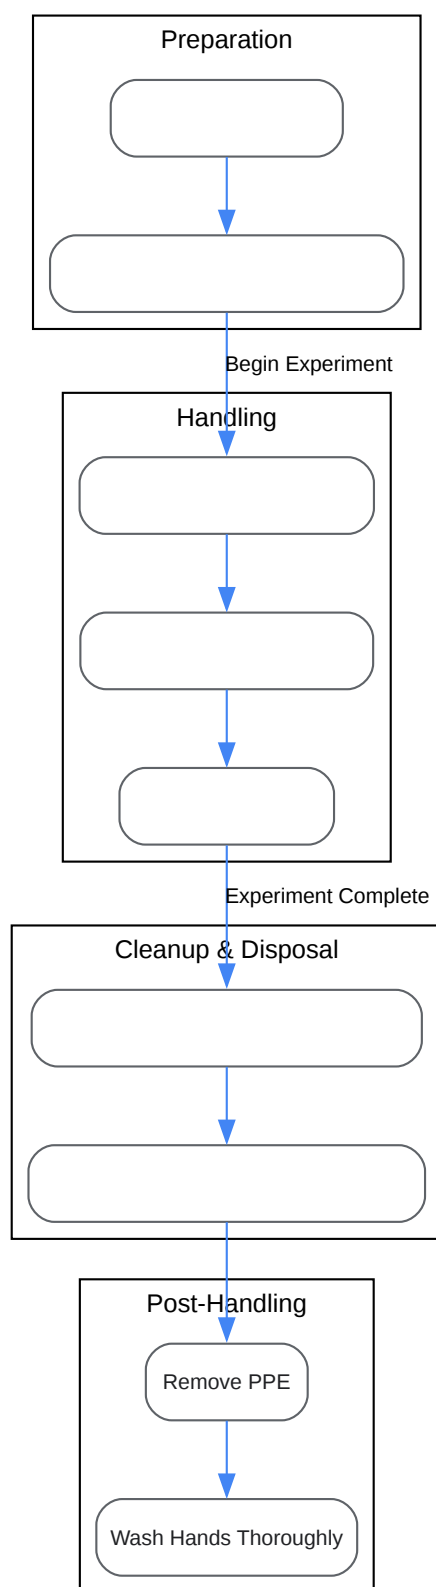 Preparation
Begin Experiment
Handling
Experiment Complete
Cleanup & Disposal
Post-Handling
Remove PPE
Wash Hands Thoroughly